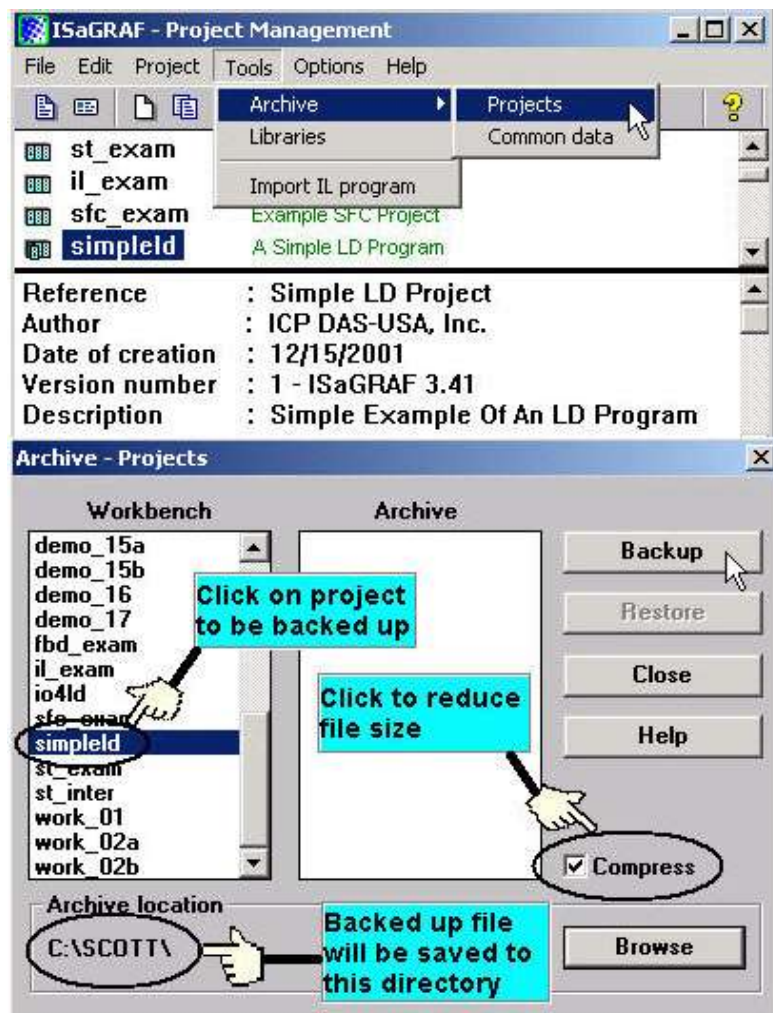 ISaGRAF - Project Management
File Edit Project Tools Options Help
Archive
Projects
Libraries
Common data
Import IL program
st_exam
il_exam
sfc_exam Example SFC Project
simpleld A Simple LD Program
Reference : Simple LD Project
Author : ICP DAS-USA, Inc.
Date of creation : 12/15/2001
Version number : 1 - ISaGRAF 3.41
Description : Simple Example Of An LD Program
Archive - Projects
Workbench
Archive
demo_15a
demo_15b
demo_16
demo_17
fbd_exam
il_exam
io4ld
sfc_exam
simpleld
st_exam
st_inter
work_01
work_02a
work_02b
Click on project
to be backed up
Click to reduce
file size
Backup
Restore
Close
Help
Compress
Archive location
C:\SCOTT\
Backed up file
will be saved to
this directory
Browse